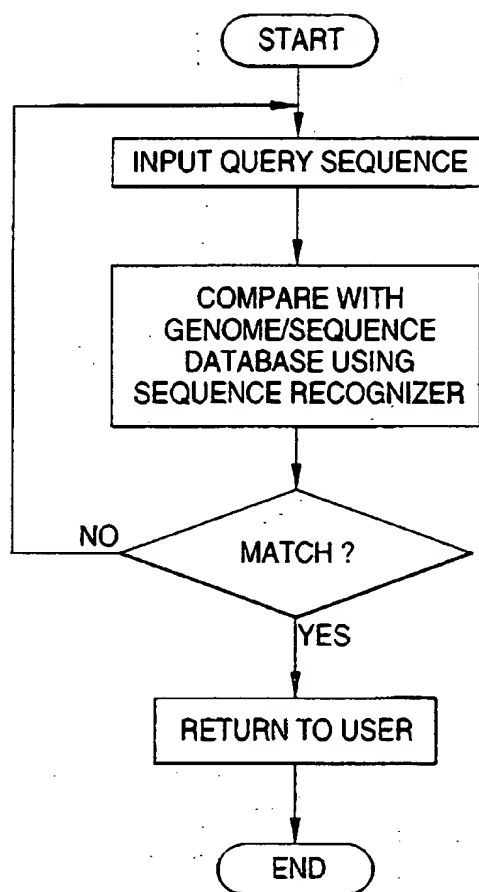 START
INPUT QUERY SEQUENCE
COMPARE WITH
GENOME/SEQUENCE
DATABASE USING
SEQUENCE RECOGNIZER
NO
MATCH ?
YES
RETURN TO USER
END